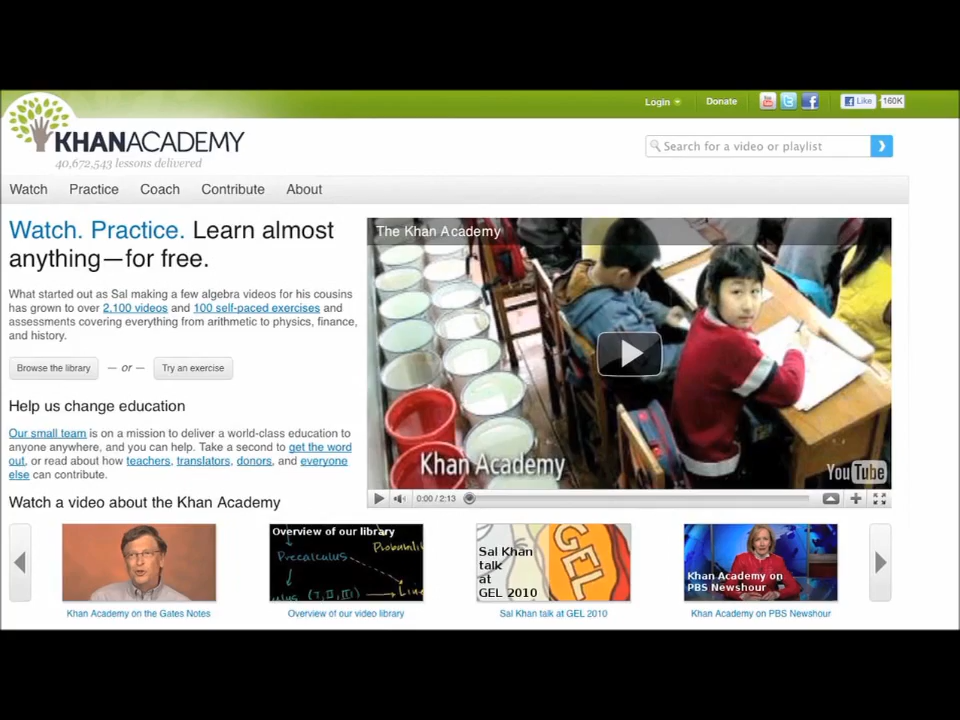 Login
Donate
Like
160K
KHANACADEMY
40,672,543 lessons delivered
Search for a video or playlist
Watch
Practice
Coach
Contribute
About
Watch. Practice. Learn almost
anything—for free.
What started out as Sal making a few algebra videos for his cousins
has grown to over 2,100 videos and 100 self-paced exercises and
assessments covering everything from arithmetic to physics, finance,
and history.
Browse the library
— or —
Try an exercise
Help us change education
Our small team is on a mission to deliver a world-class education to
anyone anywhere, and you can help. Take a second to get the word
out, or read about how teachers, translators, donors, and everyone
else can contribute.
The Khan Academy
Khan Academy
YouTube
0:00 / 2:13
Watch a video about the Khan Academy
Khan Academy on the Gates Notes
Overview of our library
Precalculus
Overview of our video library
Sal Khan
talk
at
GEL 2010
GEL
Sal Khan talk at GEL 2010
Khan Academy on
PBS Newshour
Khan Academy on PBS Newshour